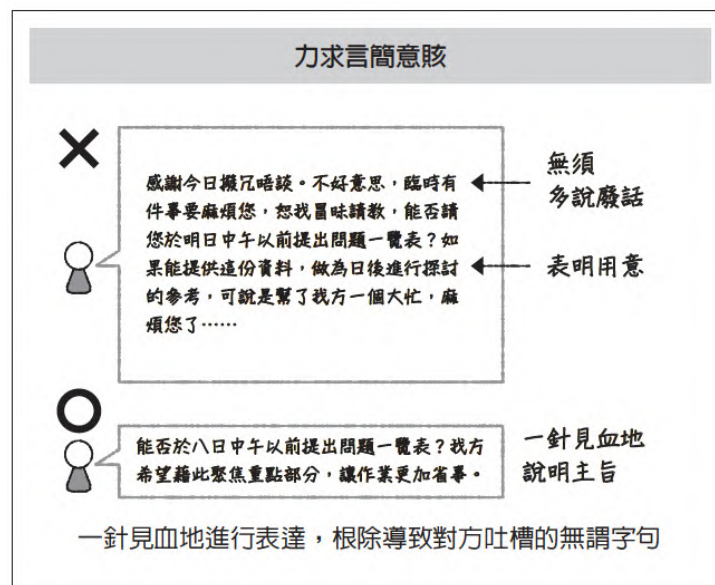 力求言簡意賅
感謝今日撥冗晤談。不好意思，臨時有
件事要麻煩您，恕我冒昧請教，能否請
您於明日中午以前提出問題一覽表？如
果能提供這份資料，做為日後進行探討
的參考，可說是幫了我方一個大忙，麻
煩您了……
無須
多說廢話
表明用意
能否於八日中午以前提出問題一覽表？我方
希望藉此聚焦重點部分，讓作業更加省事。
一針見血地
說明主旨
一針見血地進行表達，根除導致對方吐槽的無謂字句